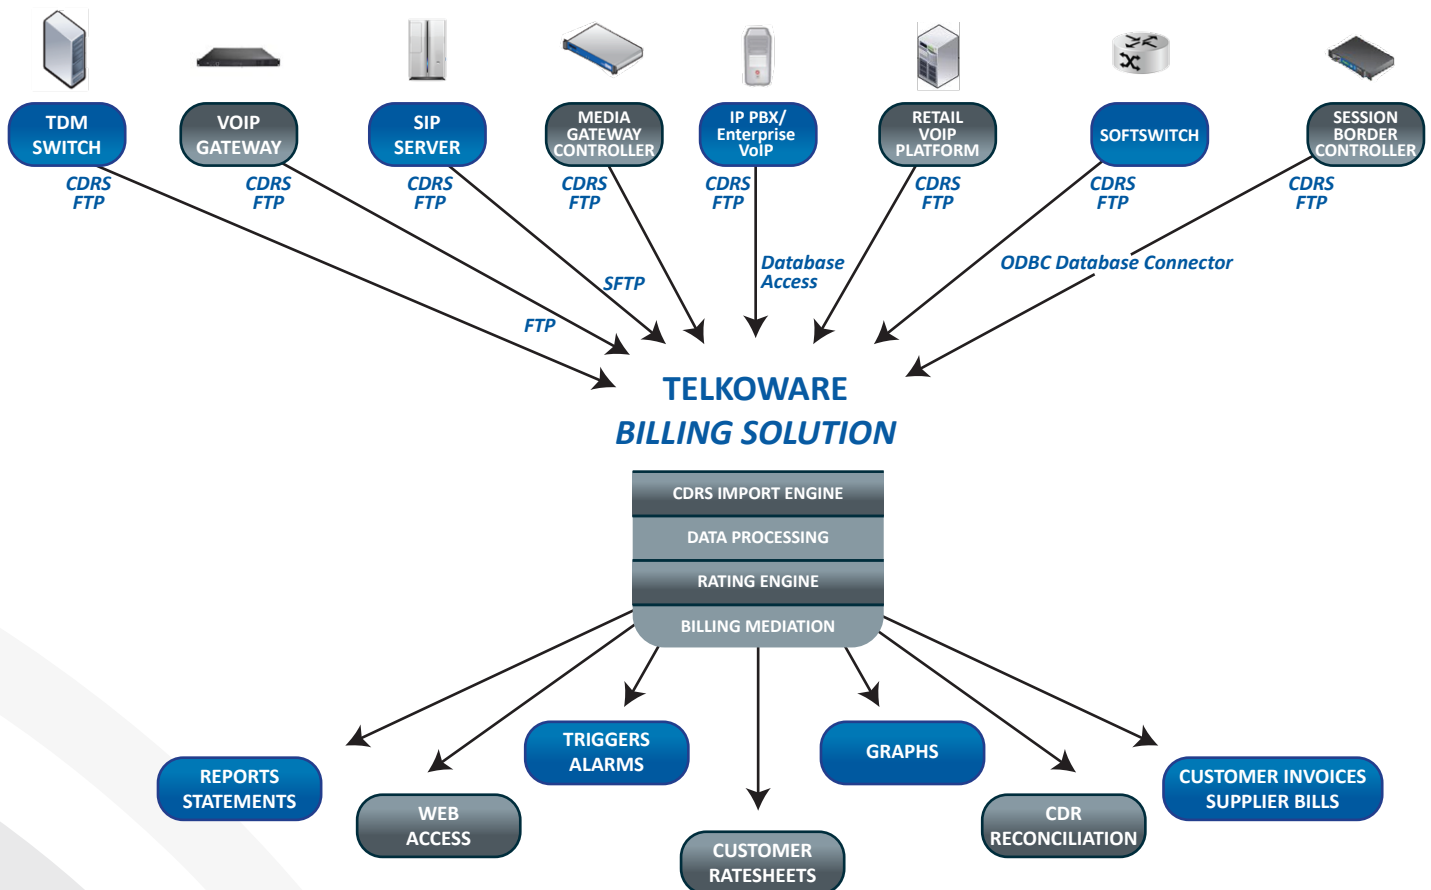 TDM
SWITCH
VOIP
GATEWAY
SIP
SERVER
MEDIA
GATEWAY
CONTROLLER
IP PBX/
Enterprise
VoIP
RETAIL
VOIP
PLATFORM
SOFTSWITCH
SESSION
BORDER
CONTROLLER
CDRS
FTP
CDRS
FTP
CDRS
FTP
CDRS
FTP
CDRS
FTP
CDRS
FTP
CDRS
FTP
CDRS
FTP
Database
Access
ODBC Database Connector
SFTP
FTP
TELKOWARE
BILLING SOLUTION
CDRS IMPORT ENGINE
DATA PROCESSING
RATING ENGINE
BILLING MEDIATION
REPORTS
STATEMENTS
WEB
ACCESS
TRIGGERS
ALARMS
CUSTOMER
RATESHEETS
GRAPHS
CDR
RECONCILIATION
CUSTOMER INVOICES
SUPPLIER BILLS